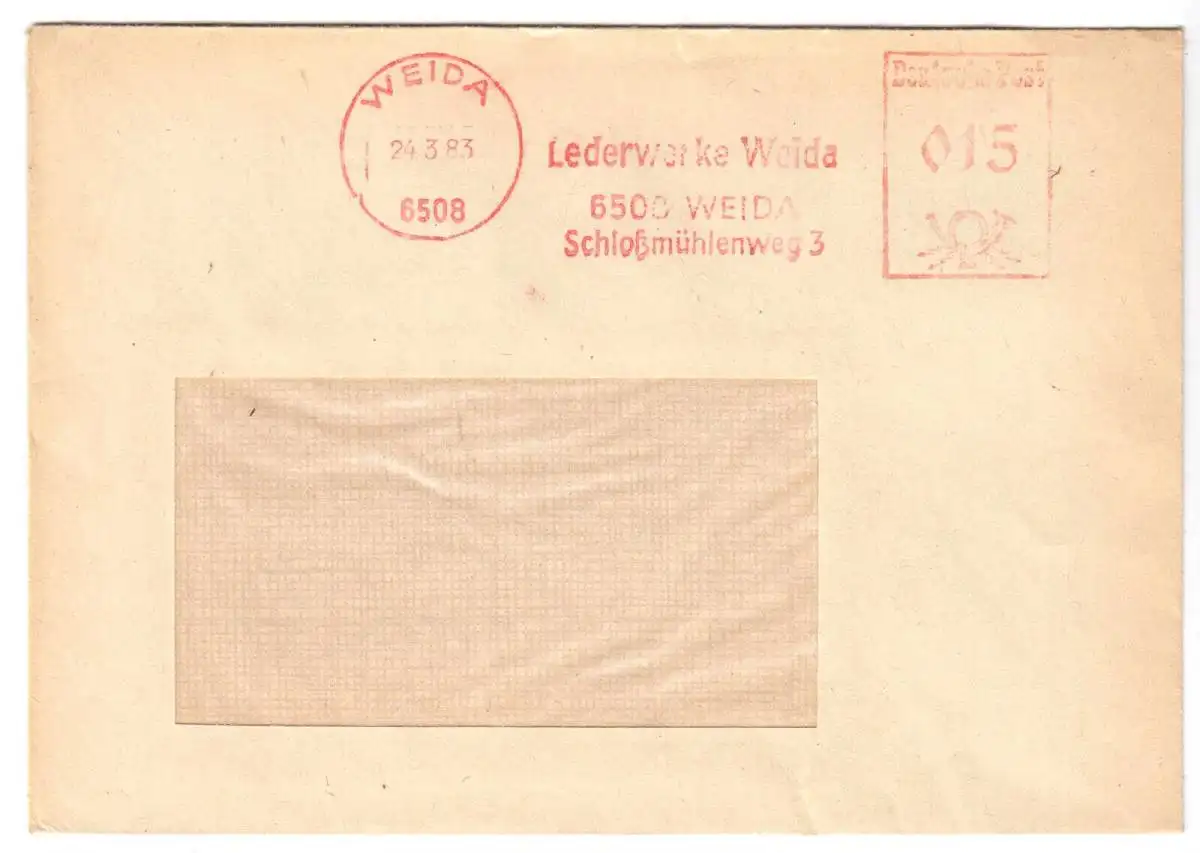 WEIDA
24.3.83
6508
Lederwerke Weida
6508 WEIDA
Schloßmühlenweg 3
Deutsche Post
015